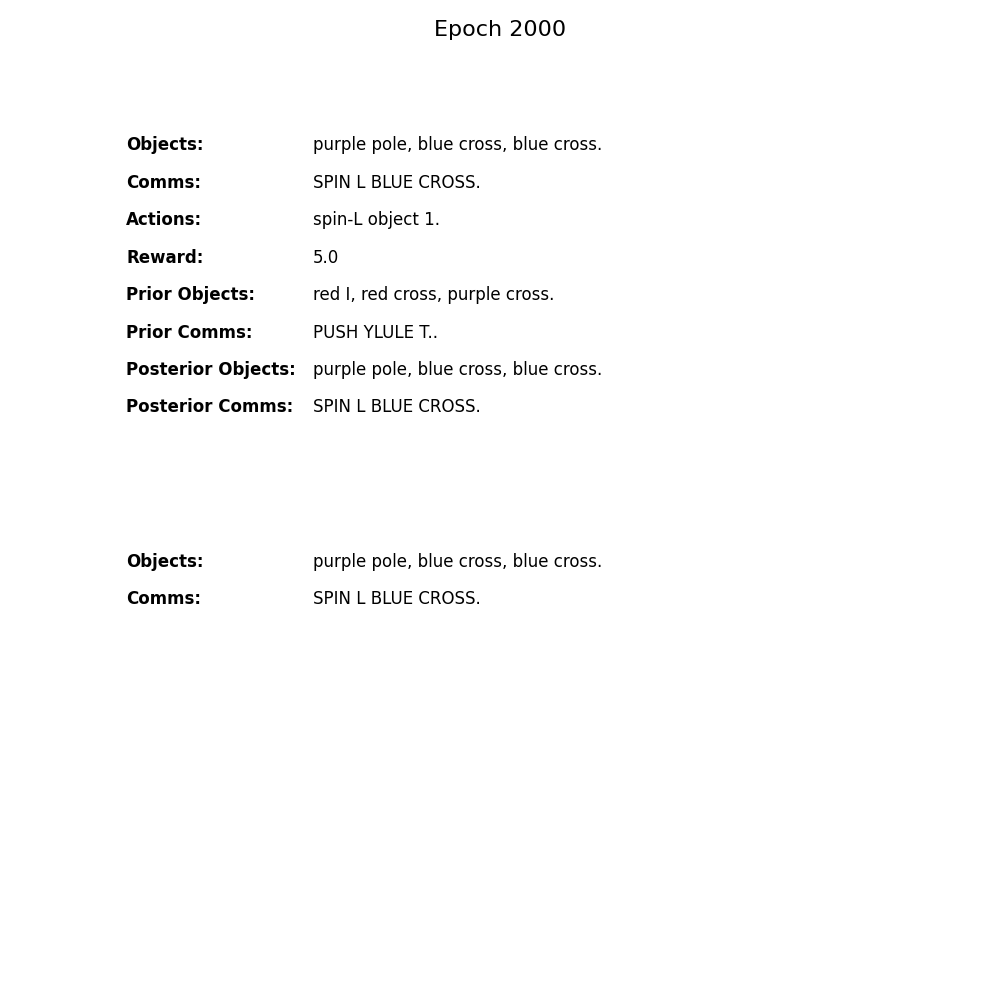 Epoch 2000
Objects: purple pole, blue cross, blue cross.
Comms: SPIN L BLUE CROSS.
Actions: spin-L object 1.
Reward: 5.0
Prior Objects: red I, red cross, purple cross.
Prior Comms: PUSH YLULE T..
Posterior Objects: purple pole, blue cross, blue cross.
Posterior Comms: SPIN L BLUE CROSS.
Objects: purple pole, blue cross, blue cross.
Comms: SPIN L BLUE CROSS.